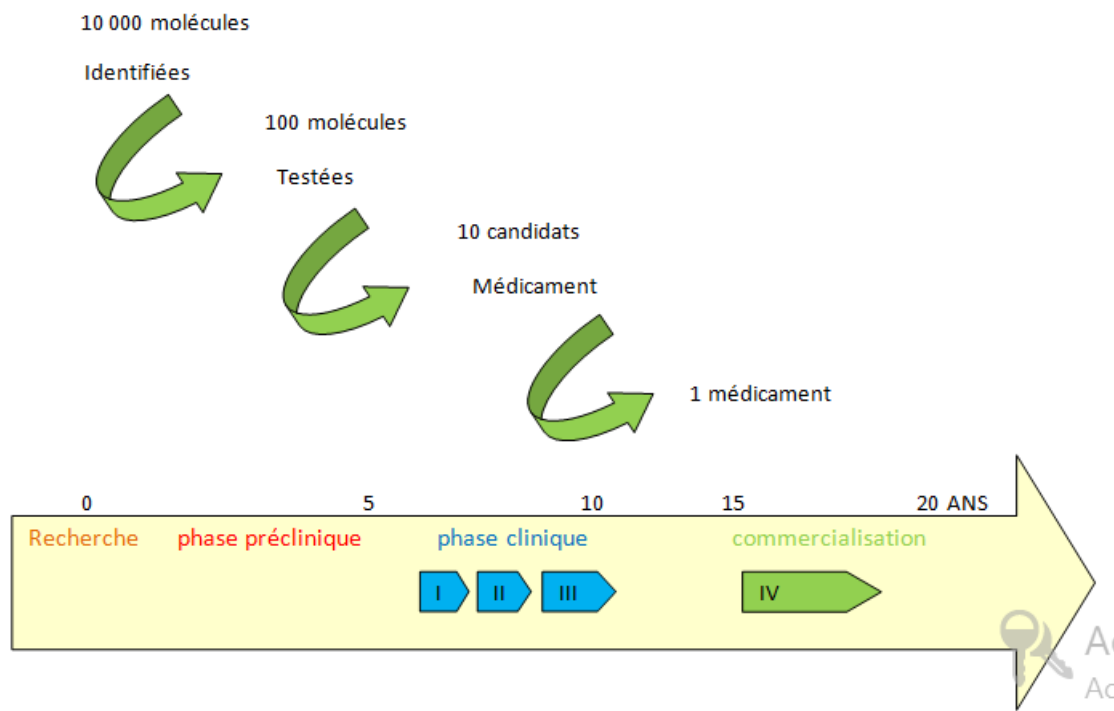 10 000 molécules
Identifiées
100 molécules
Testées
10 candidats
Médicament
1 médicament
0 5 10 15 20 ANS
Recherche phase préclinique phase clinique commercialisation
I II III IV